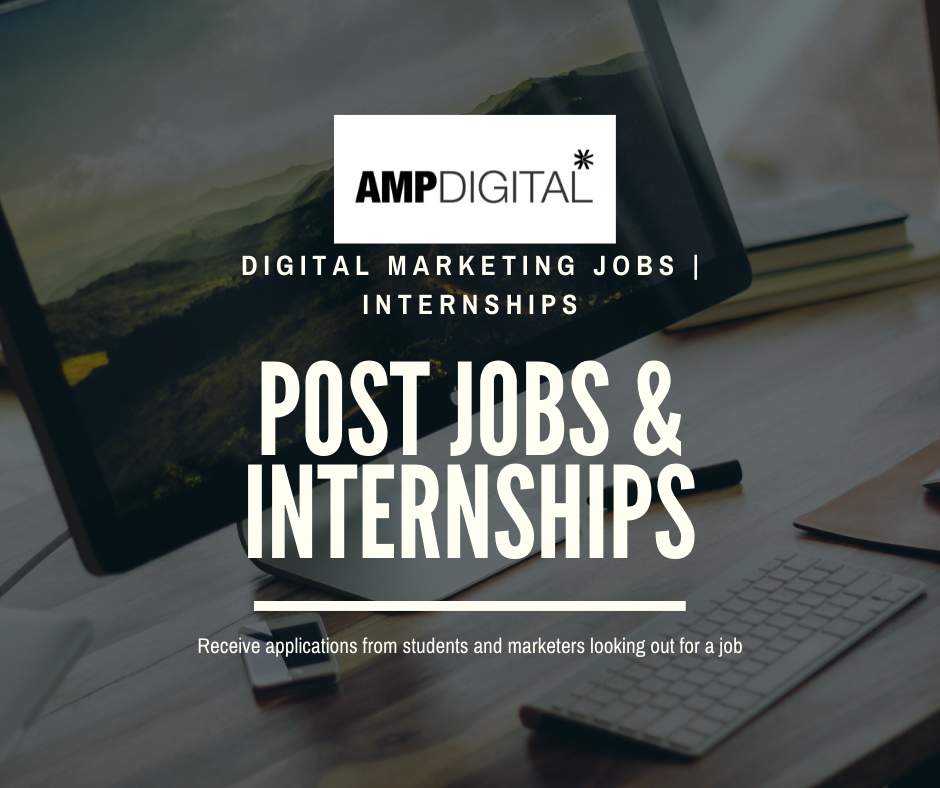 AMPDIGITAL*
DIGITAL MARKETING JOBS |
INTERNSHIPS
POST JOBS &
INTERNSHIPS
Receive applications from students and marketers looking out for a job